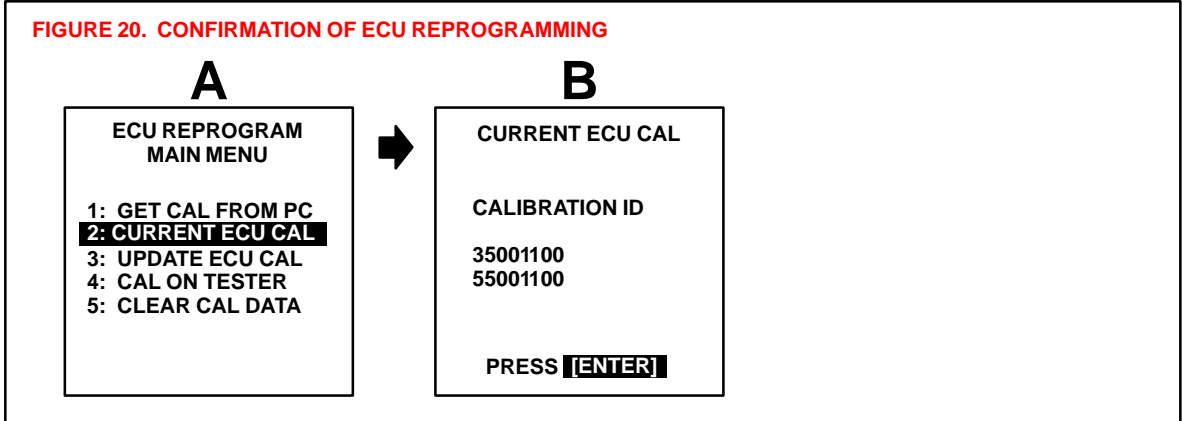 FIGURE 20. CONFIRMATION OF ECU REPROGRAMMING
A
ECU REPROGRAM
MAIN MENU
1: GET CAL FROM PC
2: CURRENT ECU CAL
3: UPDATE ECU CAL
4: CAL ON TESTER
5: CLEAR CAL DATA
B
CURRENT ECU CAL
CALIBRATION ID
35001100
55001100
PRESS [ENTER]